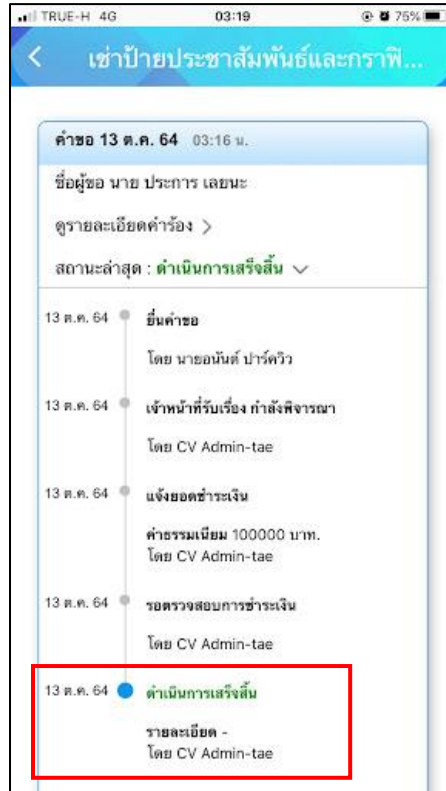 TRUE-H 4G 03:19 75%
เช่าป้ายประชาสัมพันธ์และกราฟิ...
คำขอ 13 ต.ค. 64 03:16 น.
ชื่อผู้ขอ นาย ประการ เลยนะ
ดูรายละเอียดคำร้อง >
สถานะล่าสุด : ดำเนินการเสร็จสิ้น
13 ต.ค. 64 ยื่นคำขอ
โดย นายอนันต์ ปาร์ควิว
13 ต.ค. 64 เจ้าหน้าที่รับเรื่อง กำลังพิจารณา
โดย CV Admin-tae
13 ต.ค. 64 แจ้งยอดชำระเงิน
ค่าธรรมเนียม 100000 บาท.
โดย CV Admin-tae
13 ต.ค. 64 รอตรวจสอบการชำระเงิน
โดย CV Admin-tae
13 ต.ค. 64 ดำเนินการเสร็จสิ้น
รายละเอียด -
โดย CV Admin-tae